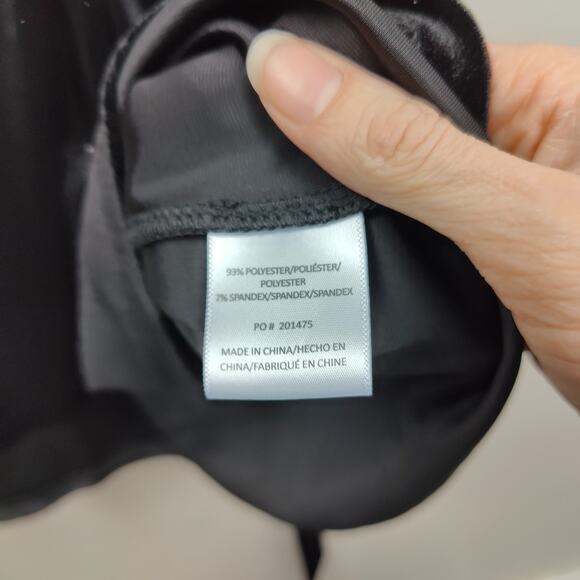 93% POLYESTER/POLIÉSTER/
POLYESTER
7% SPANDEX/SPANDEX/SPANDEX
PO # 201475
MADE IN CHINA/HECHO EN
CHINA/FABRIQUÉ EN CHINE